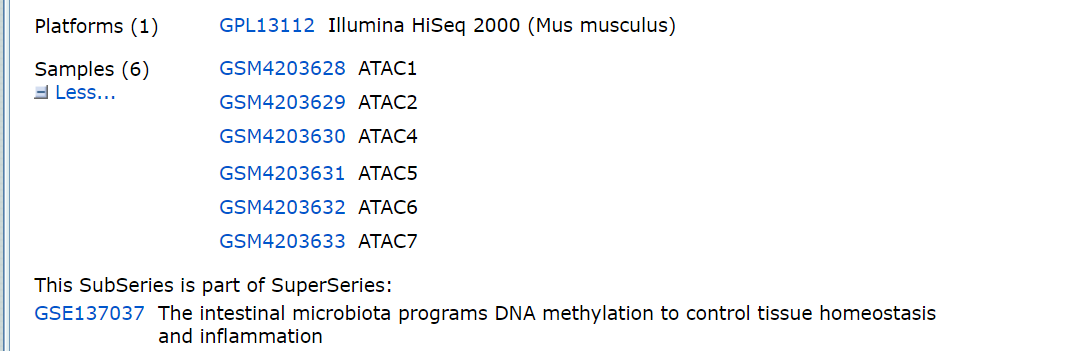 Platforms (1) GPL13112 Illumina HiSeq 2000 (Mus musculus)
Samples (6) GSM4203628 ATAC1
Less... GSM4203629 ATAC2
GSM4203630 ATAC4
GSM4203631 ATAC5
GSM4203632 ATAC6
GSM4203633 ATAC7
This SubSeries is part of SuperSeries:
GSE137037 The intestinal microbiota programs DNA methylation to control tissue homeostasis
and inflammation